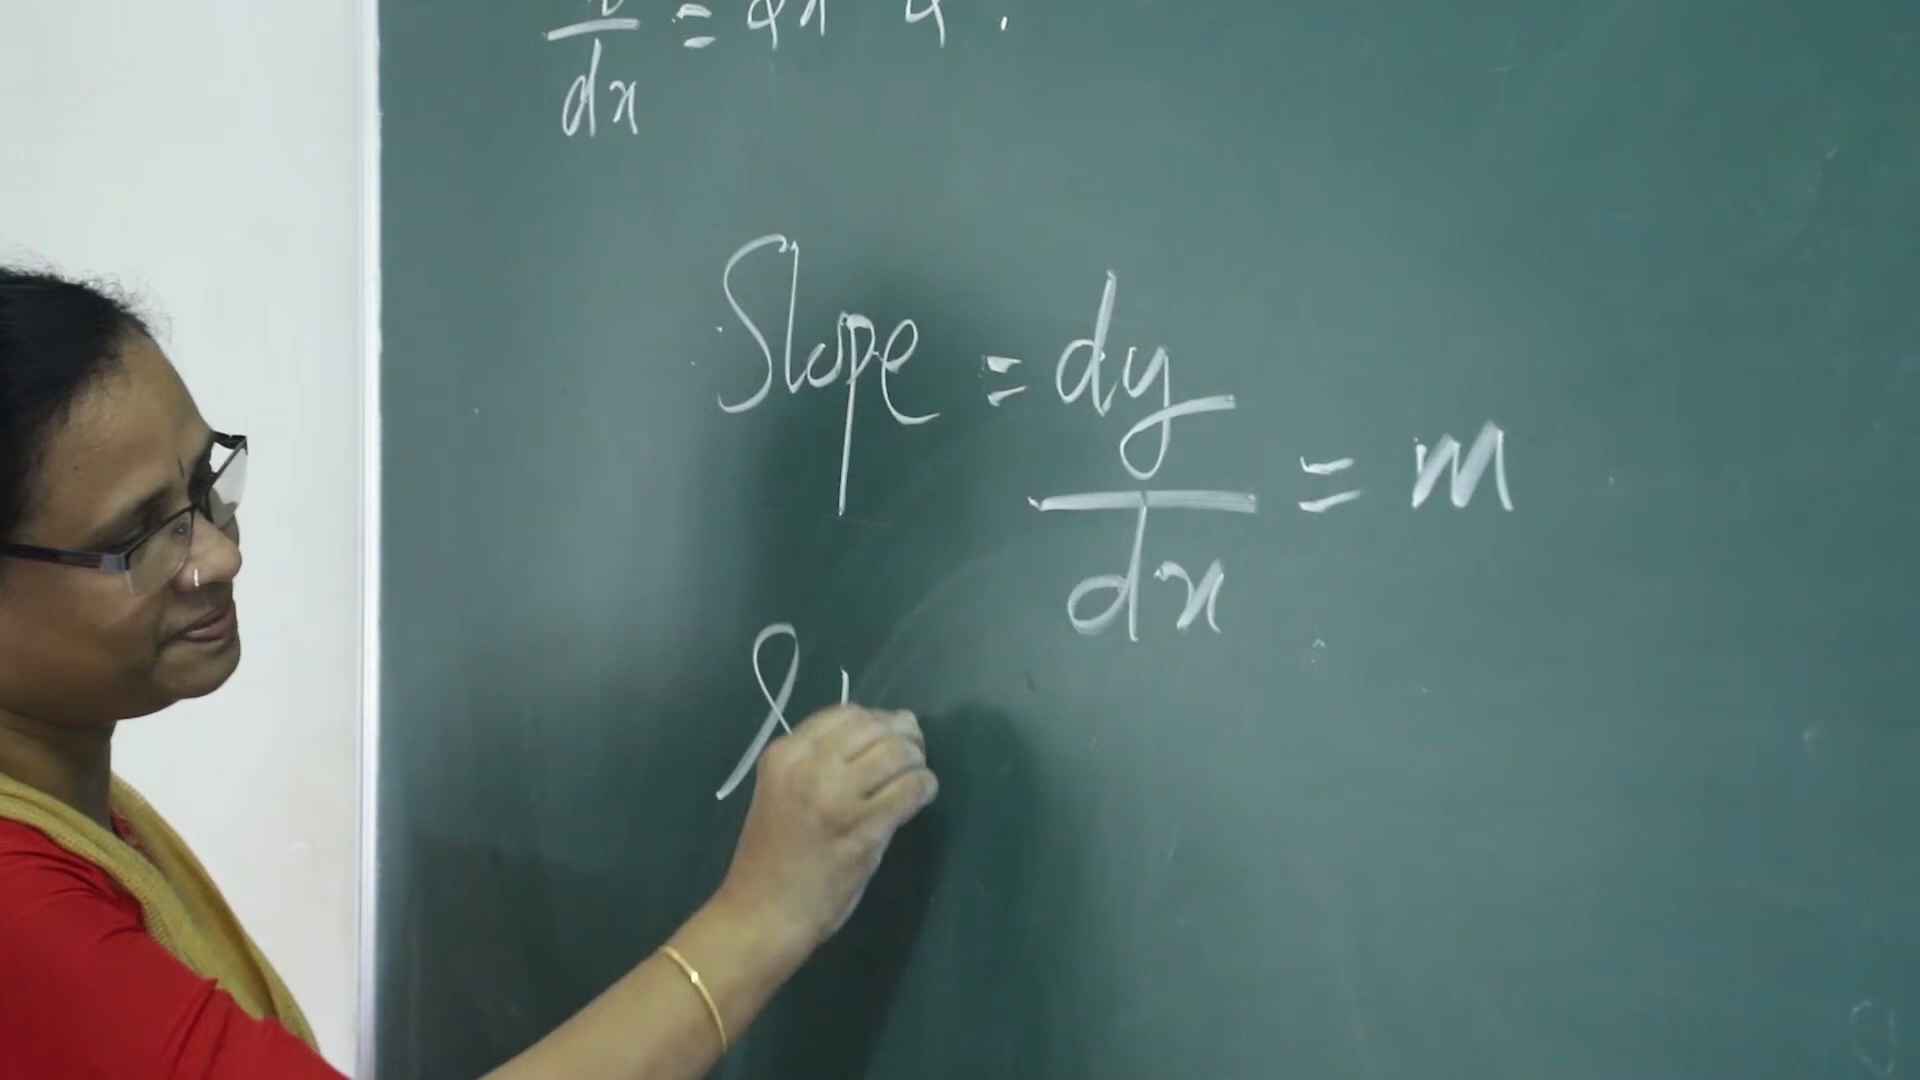 dx
Slope = dy/dx = m